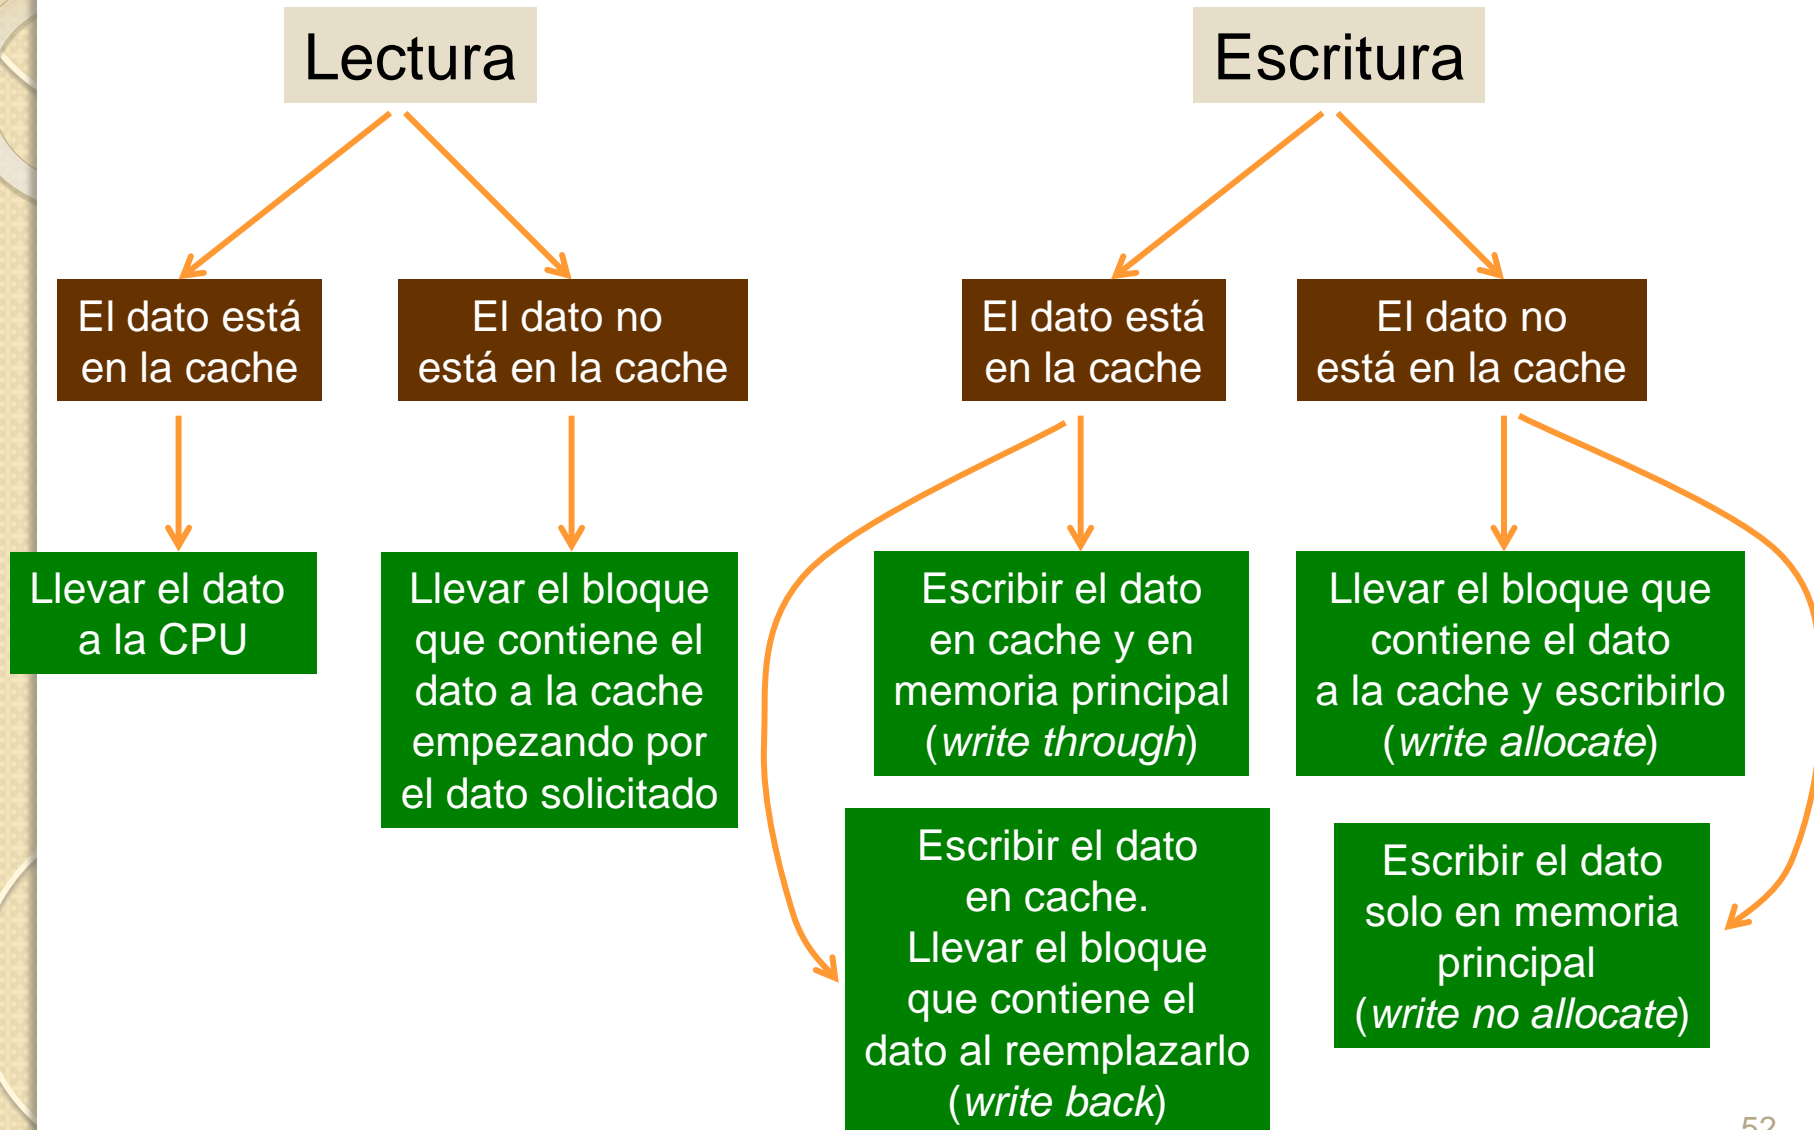 Lectura
Escritura
El dato está
en la cache
El dato no
está en la cache
El dato está
en la cache
El dato no
está en la cache
Llevar el dato
a la CPU
Llevar el bloque
que contiene el
dato a la cache
empezando por
el dato solicitado
Escribir el dato
en cache y en
memoria principal
(write through)
Llevar el bloque que
contiene el dato
a la cache y escribirlo
(write allocate)
Escribir el dato
en cache.
Llevar el bloque
que contiene el
dato al reemplazarlo
(write back)
Escribir el dato
solo en memoria
principal
(write no allocate)
52